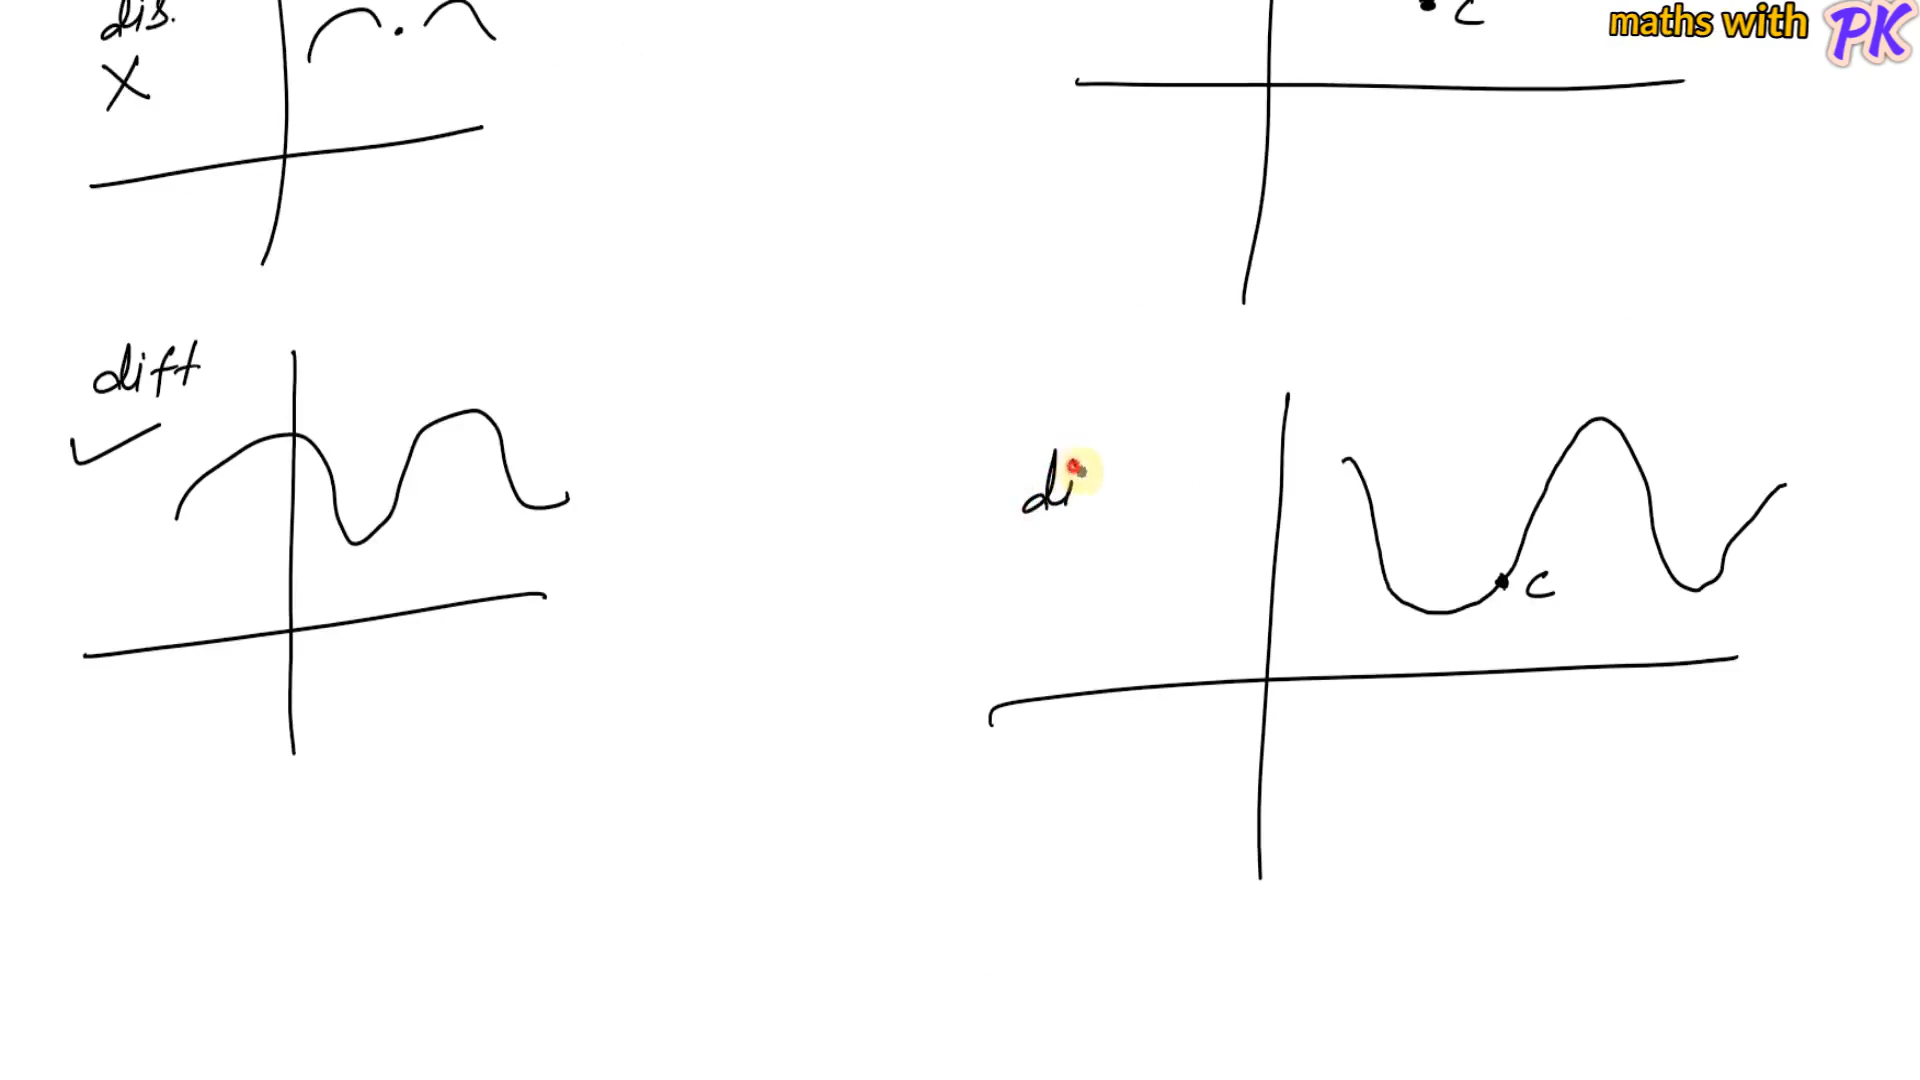 dis.
X
C
maths with PK
diff
di
C